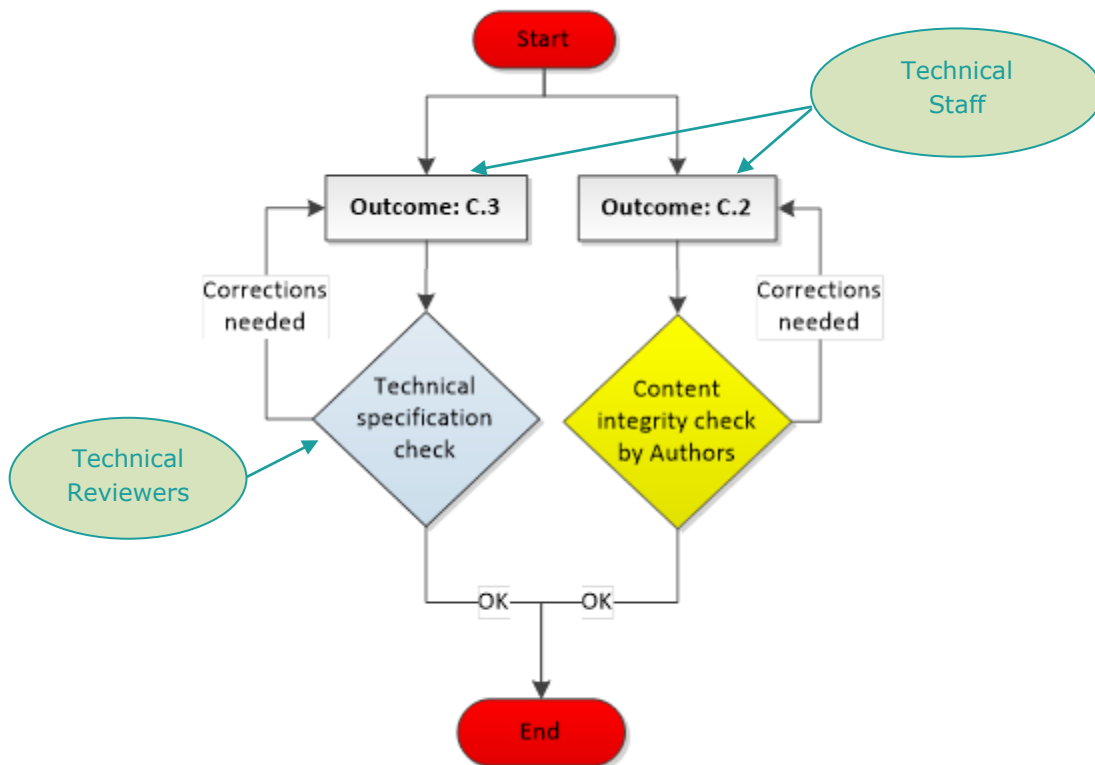 Start
Technical
Staff
Outcome: C.3
Outcome: C.2
Corrections
needed
Corrections
needed
Technical
specification
check
Content
integrity check
by Authors
Technical
Reviewers
OK
OK
End